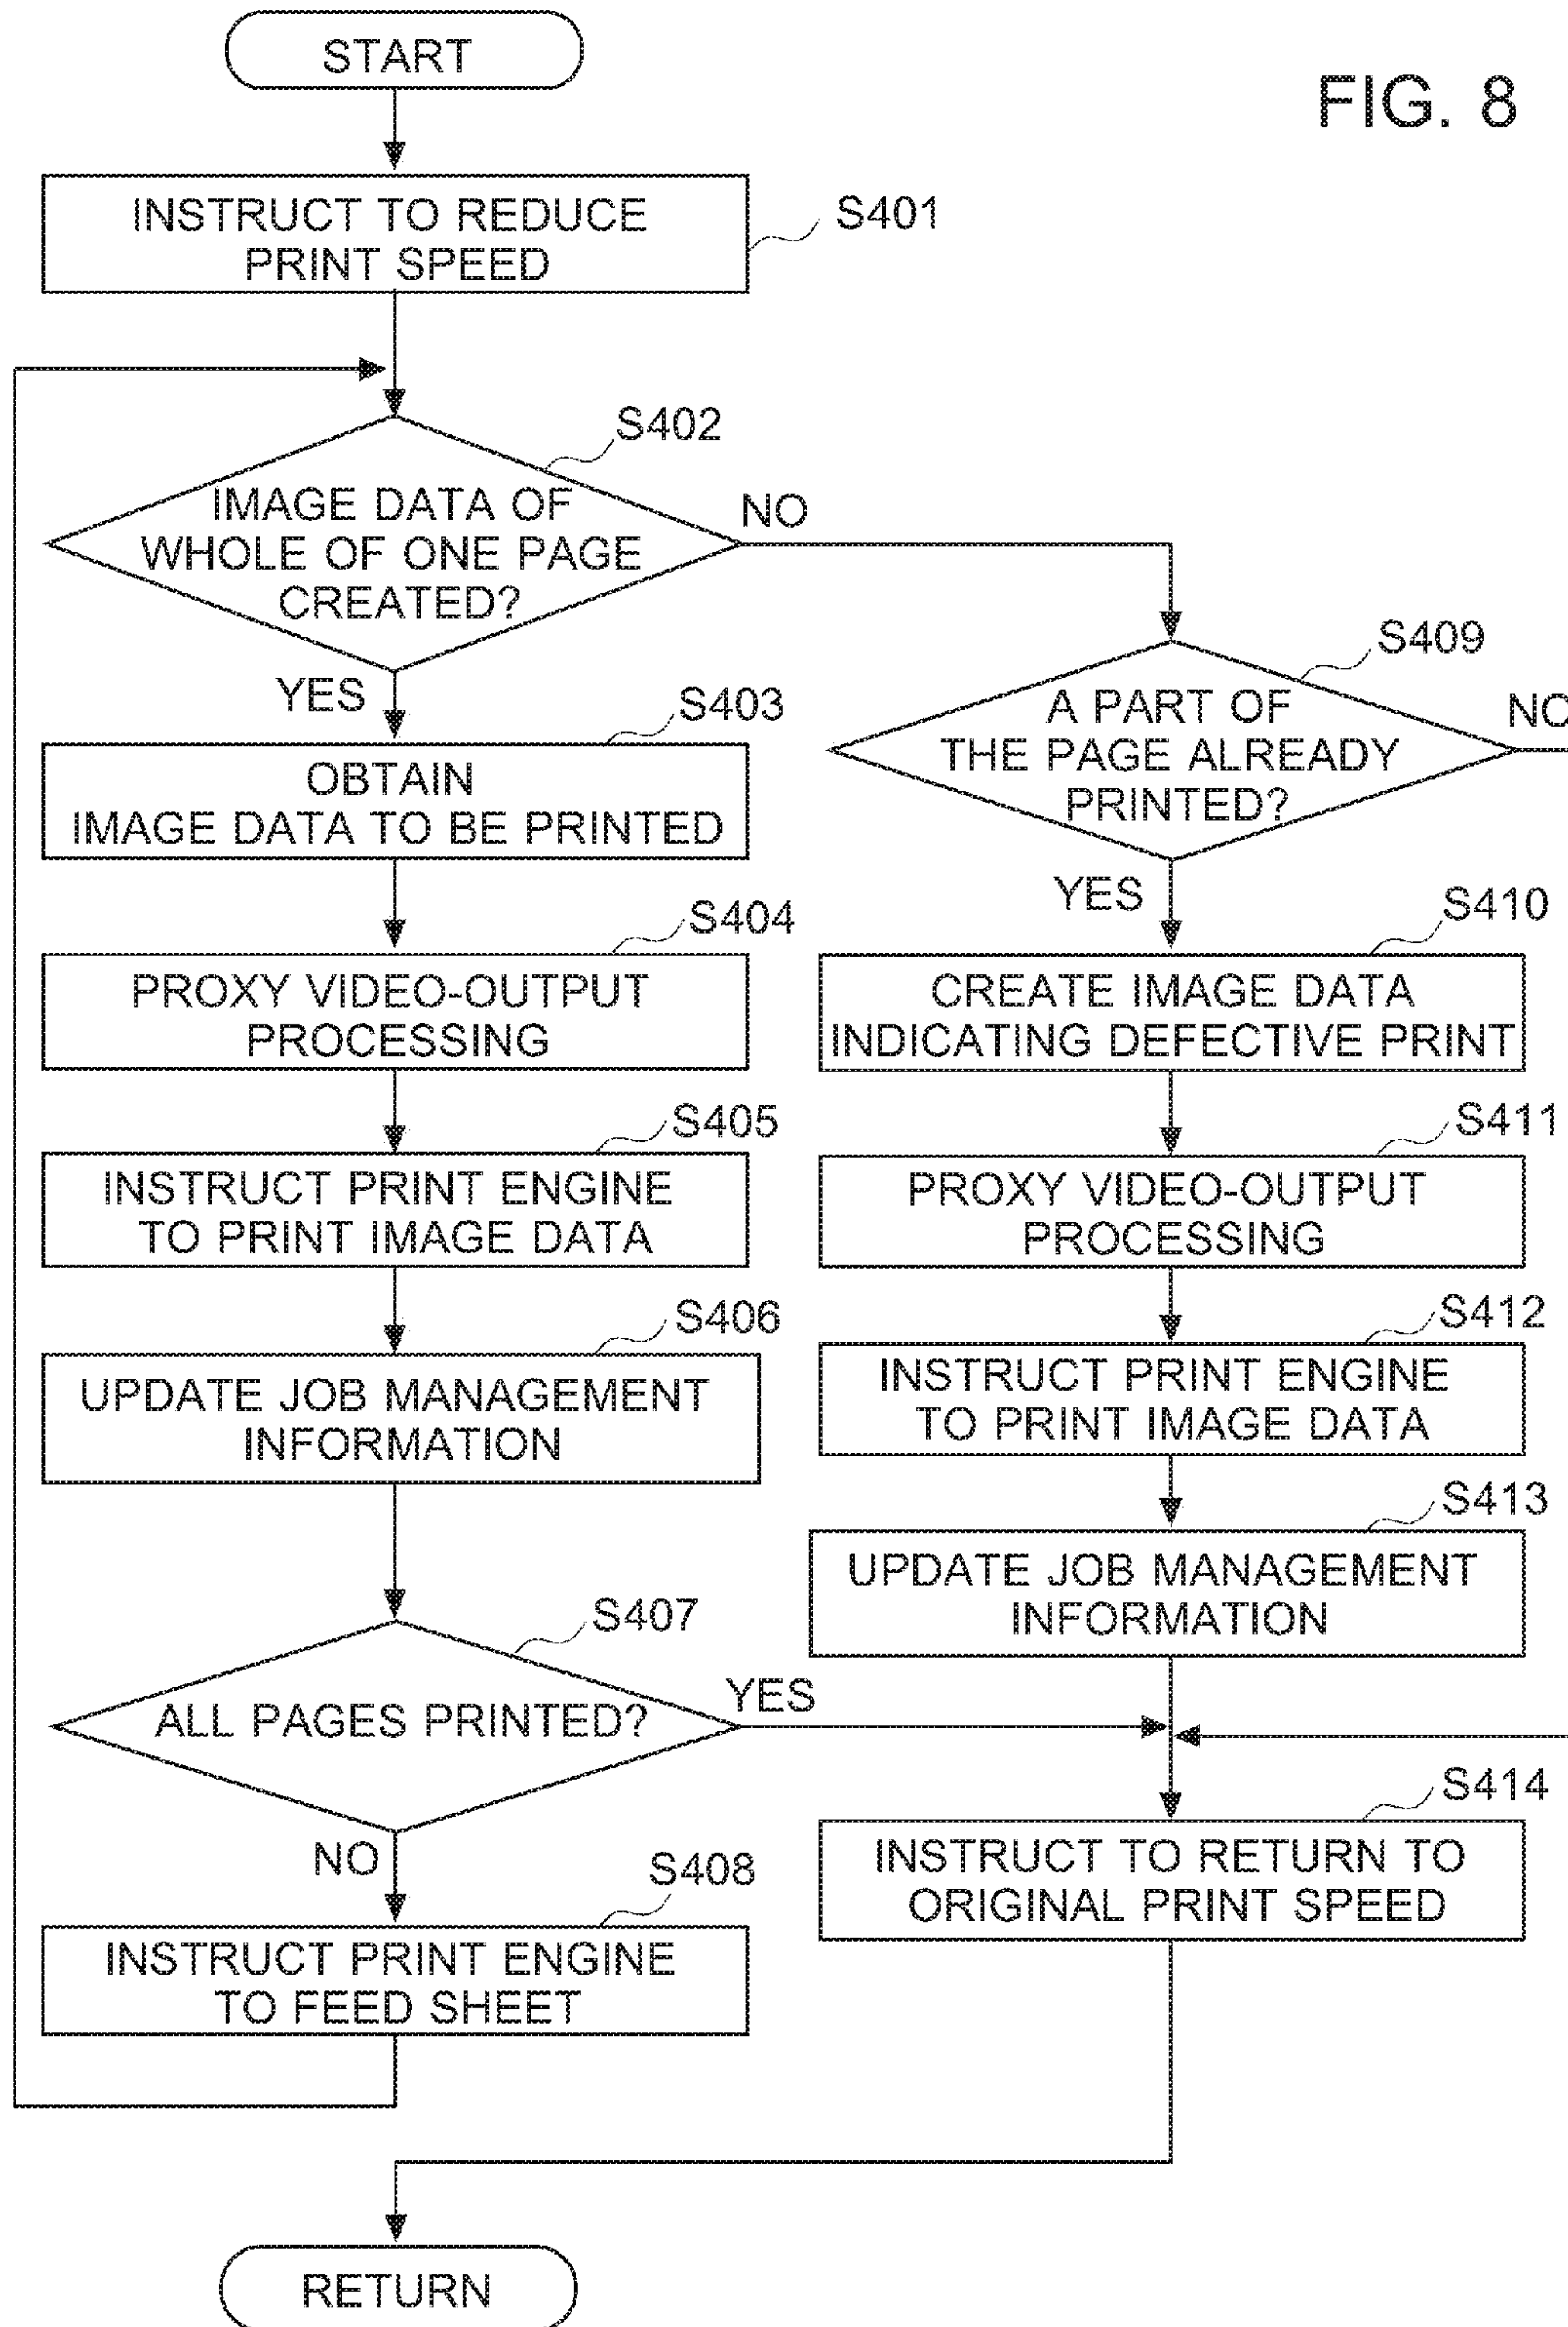 FIG. 8
START
INSTRUCT TO REDUCE
PRINT SPEED
S401
S402
IMAGE DATA OF
WHOLE OF ONE PAGE
CREATED?
NO
YES
S403
OBTAIN
IMAGE DATA TO BE PRINTED
S404
PROXY VIDEO-OUTPUT
PROCESSING
S405
INSTRUCT PRINT ENGINE
TO PRINT IMAGE DATA
S406
UPDATE JOB MANAGEMENT
INFORMATION
S407
ALL PAGES PRINTED?
YES
NO
S408
INSTRUCT PRINT ENGINE
TO FEED SHEET
S409
A PART OF
THE PAGE ALREADY
PRINTED?
NO
YES
S410
CREATE IMAGE DATA
INDICATING DEFECTIVE PRINT
S411
PROXY VIDEO-OUTPUT
PROCESSING
S412
INSTRUCT PRINT ENGINE
TO PRINT IMAGE DATA
S413
UPDATE JOB MANAGEMENT
INFORMATION
S414
INSTRUCT TO RETURN TO
ORIGINAL PRINT SPEED
RETURN